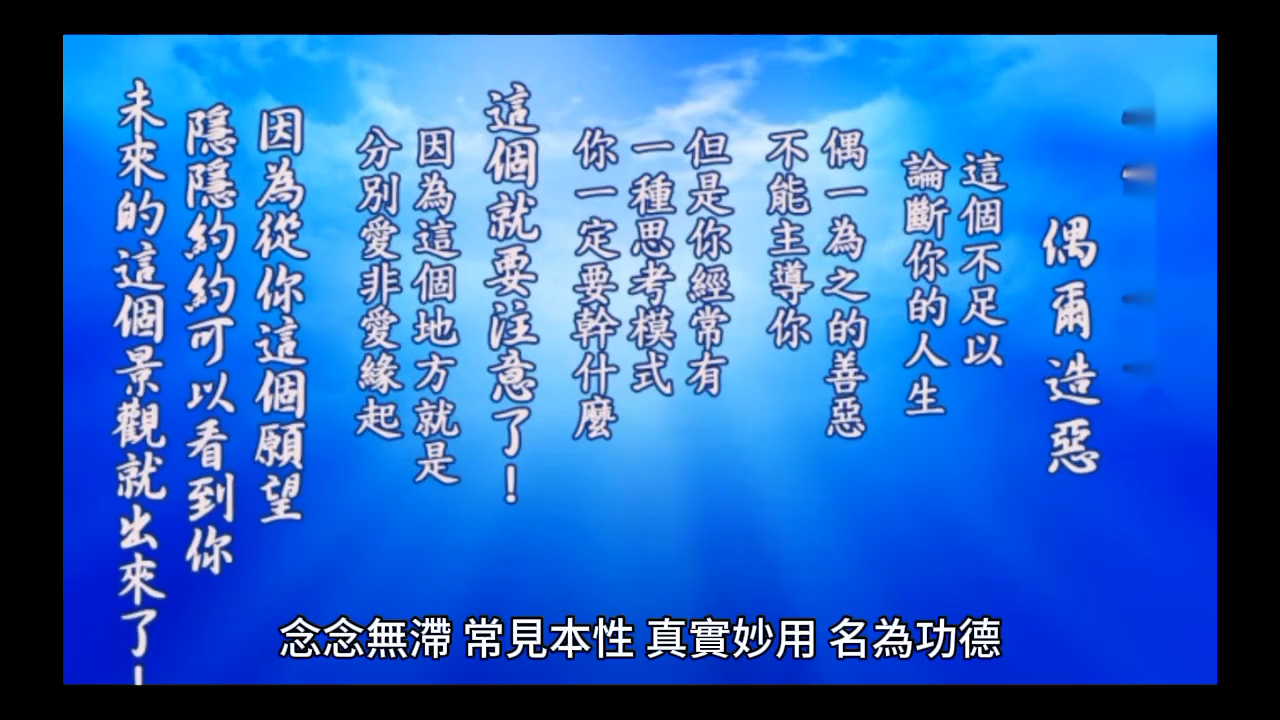 偶爾造惡
這個不足以
論斷你的人生
偶一為之的善惡
不能主導你
但是你經常有
一種思考模式
你一定要幹什麼
這個就要注意了!
因為這個地方就是
分別愛非愛緣起
因為從你這個願望
隱隱約約可以看到你
未來的這個景觀就出來了!
念念無滯 常見本性 真實妙用 名為功德